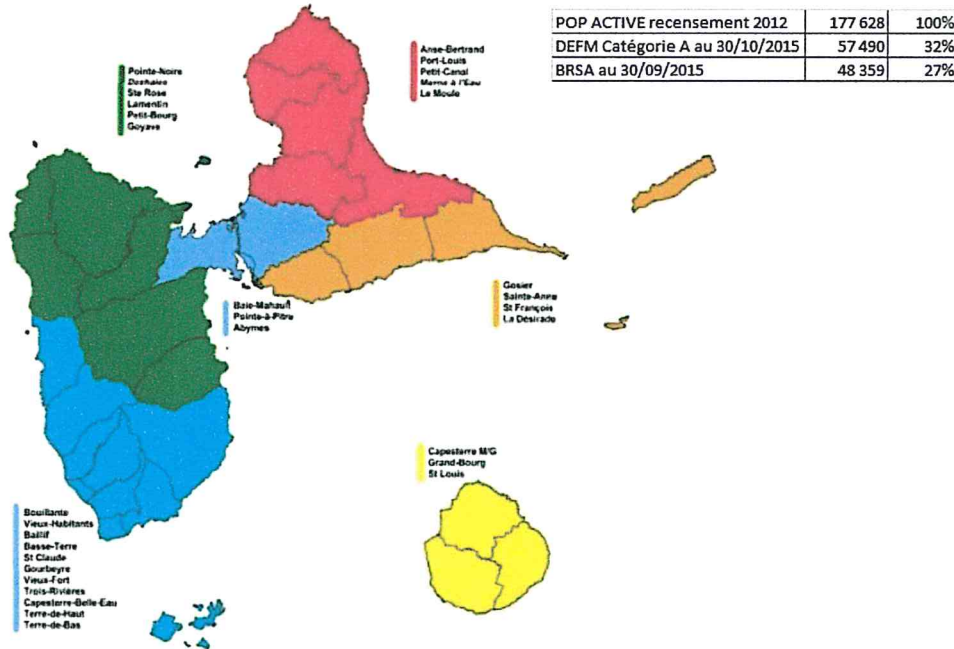 POP ACTIVE recensement 2012 177 628 100%
DEFM Catégorie A au 30/10/2015 57 490 32%
BRSA au 30/09/2015 48 359 27%
Anse-Bertrand
Port-Louis
Petit-Canal
Morne à l'Eau
Le Moule
Pointe-Noire
Deshaies
Ste Rose
Lamentin
Petit-Bourg
Goyave
Baie-Mahault
Pointe-à-Pitre
Abymes
Gosier
Sainte-Anne
St François
La Désirade
Capesterre M/G
Grand-Bourg
St Louis
Bouillante
Vieux-Habitants
Baillif
Basse-Terre
St Claude
Gourbeyre
Vieux-Fort
Trois-Rivières
Capesterre-Belle-Eau
Terre-de-Haut
Terre-de-Bas